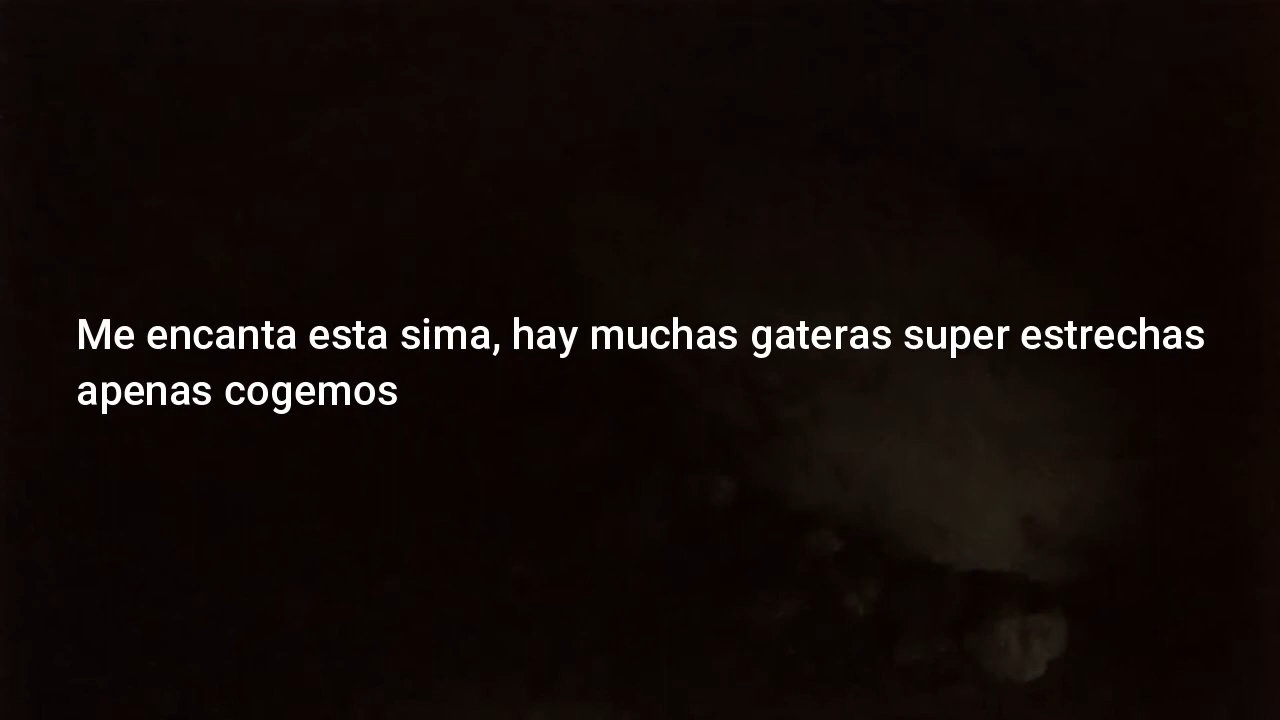 Me encanta esta sima, hay muchas gateras super estrechas
apenas cogemos